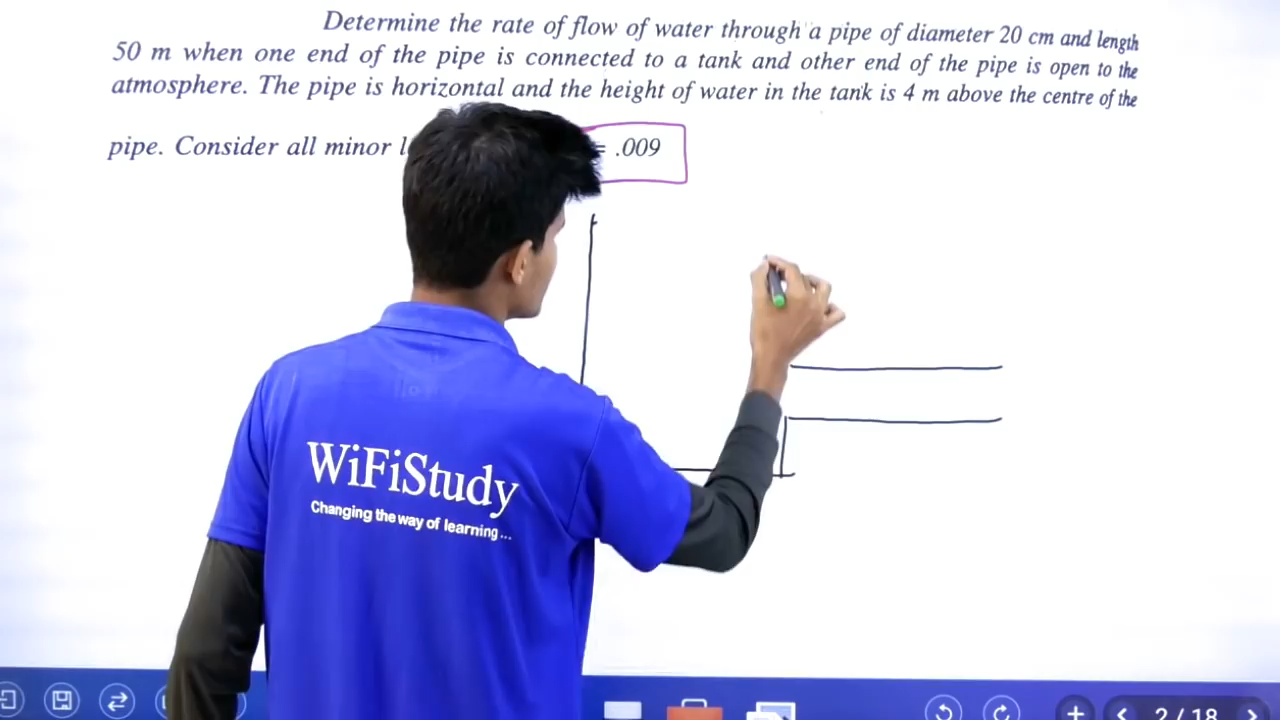 Determine the rate of flow of water through a pipe of diameter 20 cm and length
50 m when one end of the pipe is connected to a tank and other end of the pipe is open to the
atmosphere. The pipe is horizontal and the height of water in the tank is 4 m above the centre of the
pipe. Consider all minor = .009
WiFiStudy
Changing the way of learning...
2 / 18